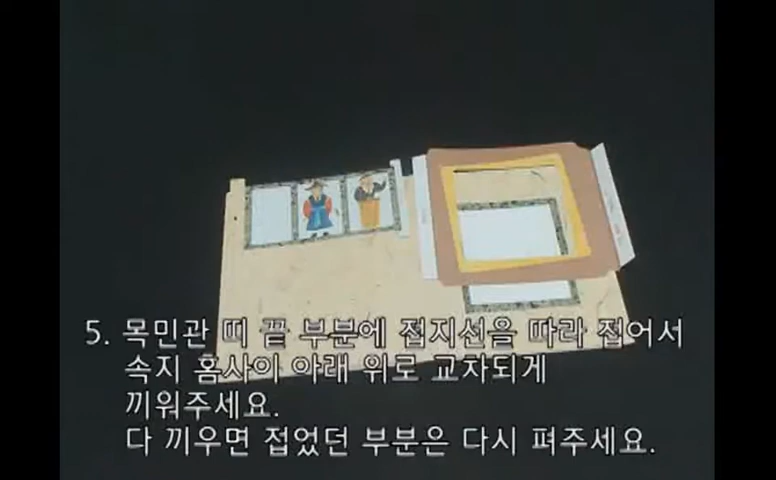 5. 목민관 띠 끝 부분에 접지선을 따라 접어서
속지 홈사이 아래 위로 교차되게
끼워주세요.
다 끼우면 접었던 부분은 다시 펴주세요.